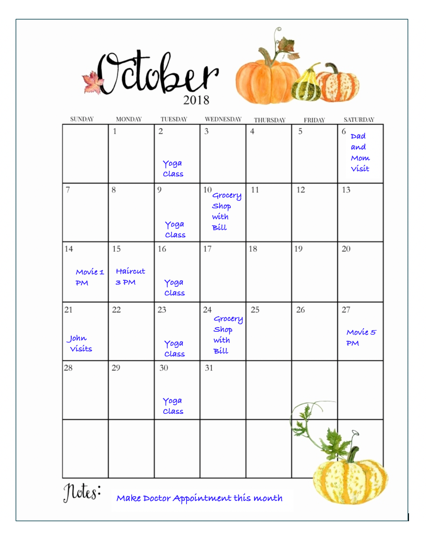 October
2018
SUNDAY MONDAY TUESDAY WEDNESDAY THURSDAY FRIDAY SATURDAY
1 2 3 4 5 6
Yoga
Class
Dad
and
Mom
Visit
7 8 9 10 11 12 13
Yoga
Class
Grocery
Shop
with
Bill
14 15 16 17 18 19 20
Movie 1
PM
Haircut
3 PM
Yoga
Class
21 22 23 24 25 26 27
John
Visits
Yoga
Class
Grocery
Shop
with
Bill
Movie 5
PM
28 29 30 31
Yoga
Class
Notes:
Make Doctor Appointment this month